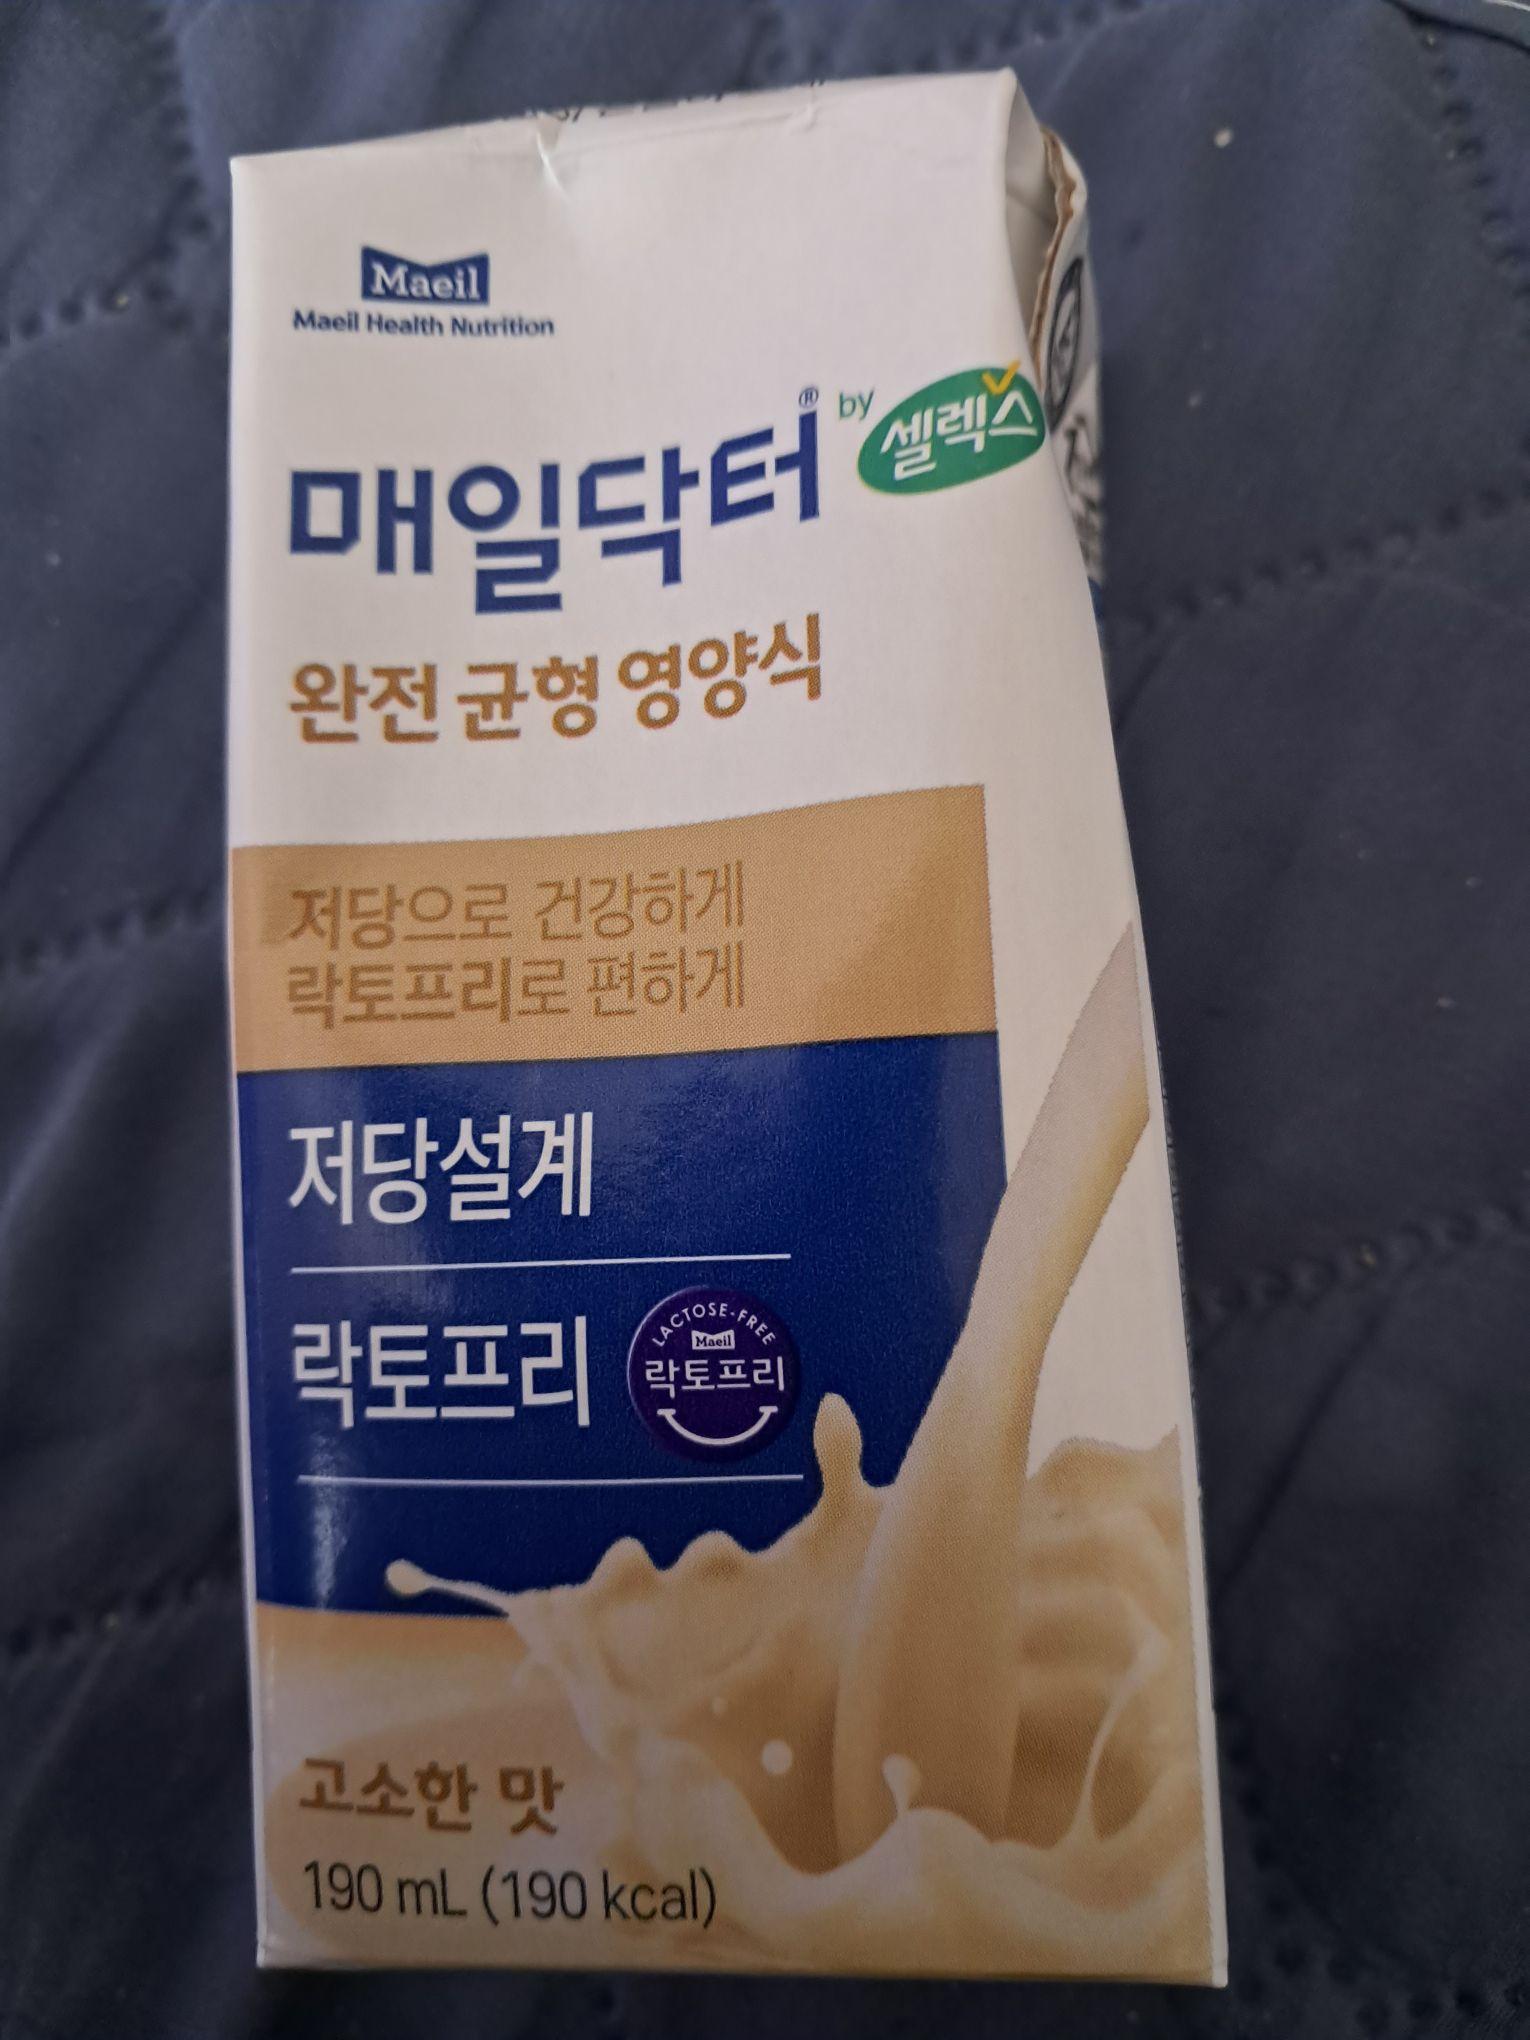 Maeil
Maeil Health Nutrition
매일닥터® by 셀렉스
완전 균형 영양식
저당으로 건강하게
락토프리로 편하게
저당설계
락토프리
LACTOSE-FREE
Maeil
락토프리
고소한 맛
190 mL (190 kcal)